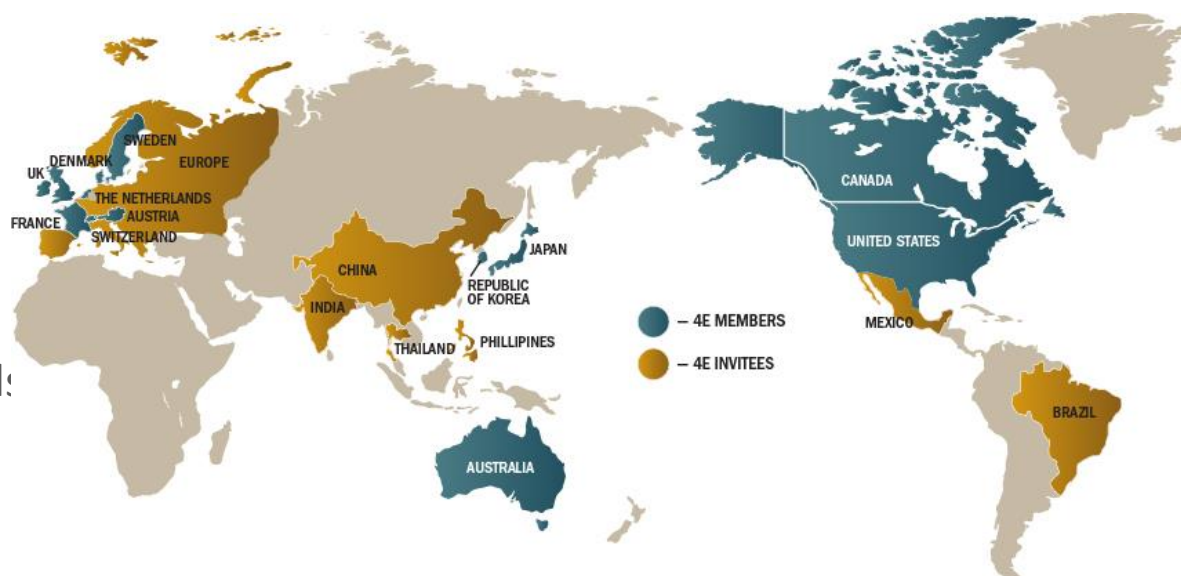 SWEDEN
DENMARK
EUROPE
UK
THE NETHERLANDS
AUSTRIA
FRANCE
SWITZERLAND
CHINA
INDIA
JAPAN
REPUBLIC
OF KOREA
THAILAND
PHILLIPINES
AUSTRALIA
CANADA
UNITED STATES
MEXICO
BRAZIL
– 4E MEMBERS
– 4E INVITEES